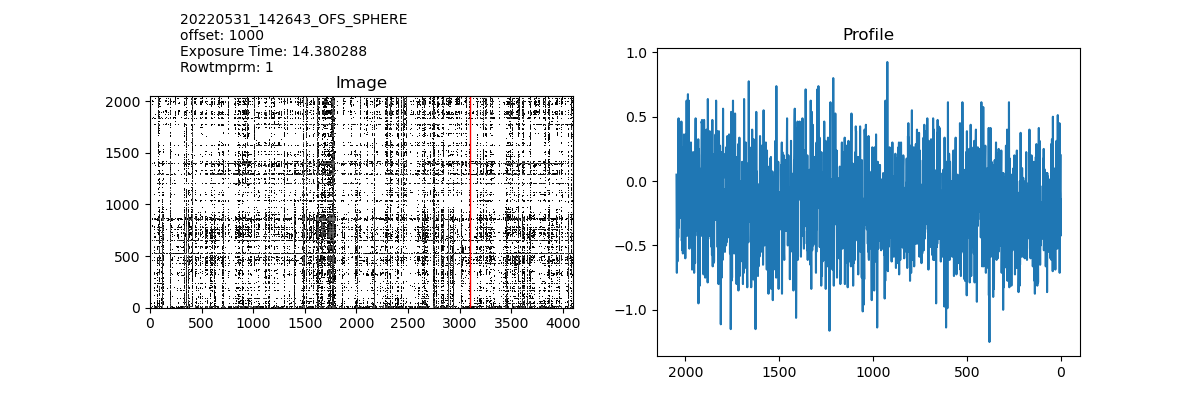 20220531_142643_OFS_SPHERE
offset: 1000
Exposure Time: 14.380288
Rowtmprm: 1
Image
2000
1500
1000
500
0
0 500 1000 1500 2000 2500 3000 3500 4000
Profile
1.0
0.5
0.0
−0.5
−1.0
2000 1500 1000 500 0